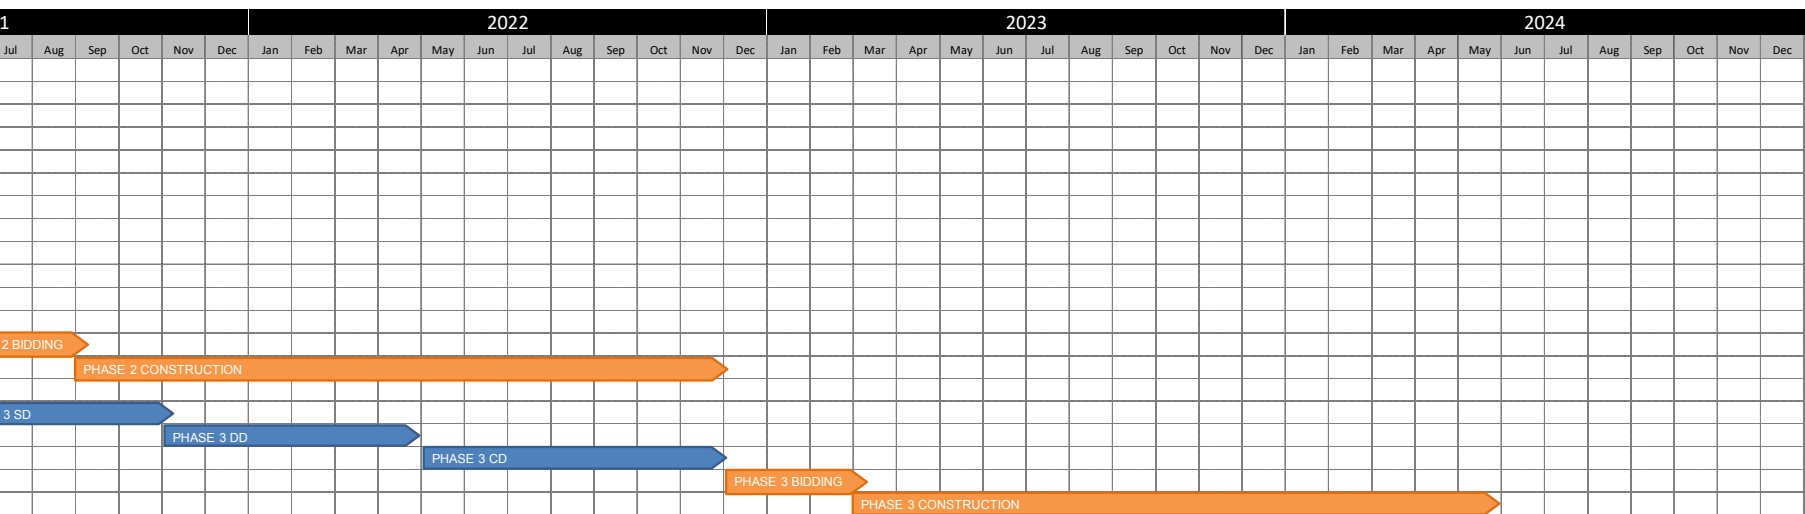 1 2022 2023 2024
Jul Aug Sep Oct Nov Dec Jan Feb Mar Apr May Jun Jul Aug Sep Oct Nov Dec Jan Feb Mar Apr May Jun Jul Aug Sep Oct Nov Dec Jan Feb Mar Apr May Jun Jul Aug Sep Oct Nov Dec
2 BIDDING
PHASE 2 CONSTRUCTION
3 SD
PHASE 3 DD
PHASE 3 CD
PHASE 3 BIDDING
PHASE 3 CONSTRUCTION